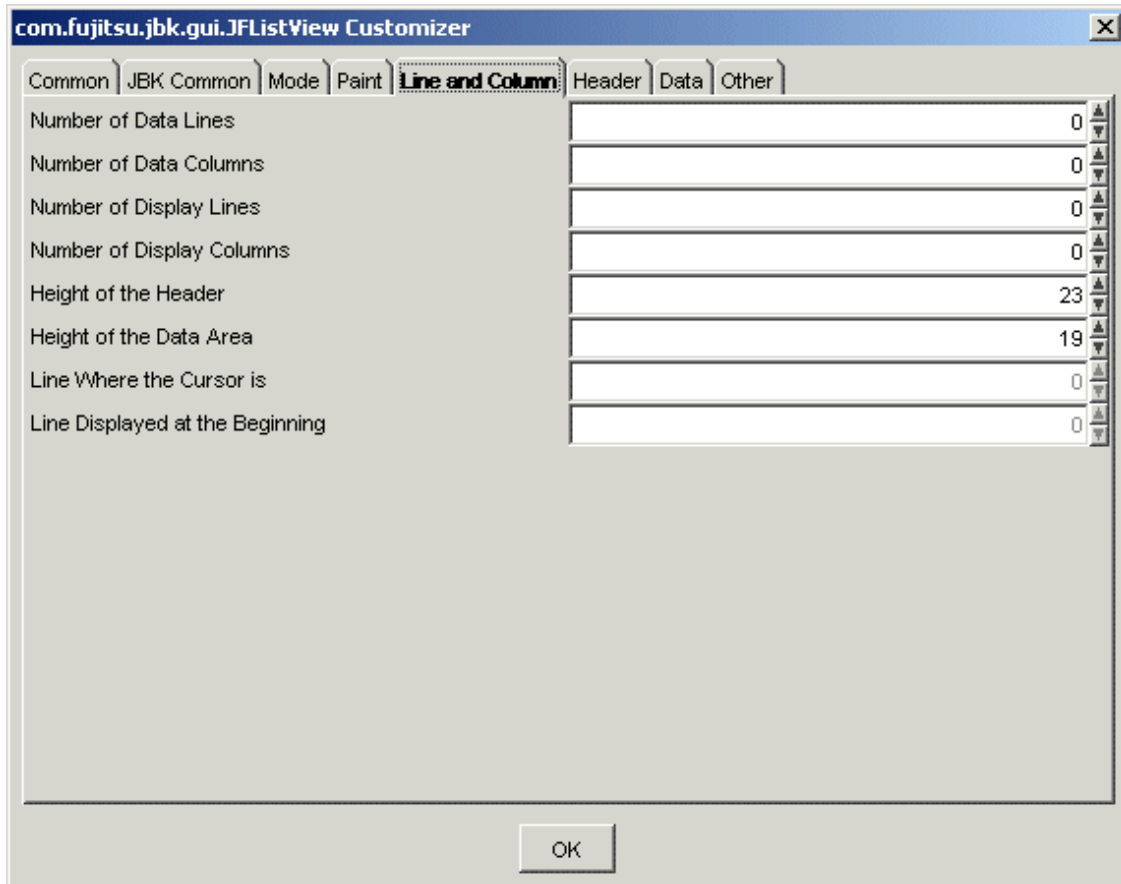 com.fujitsu.jbk.gui.JFListView Customizer
Common JBK Common Mode Paint Line and Column Header Data Other
Number of Data Lines 0
Number of Data Columns 0
Number of Display Lines 0
Number of Display Columns 0
Height of the Header 23
Height of the Data Area 19
Line Where the Cursor is 0
Line Displayed at the Beginning 0
OK